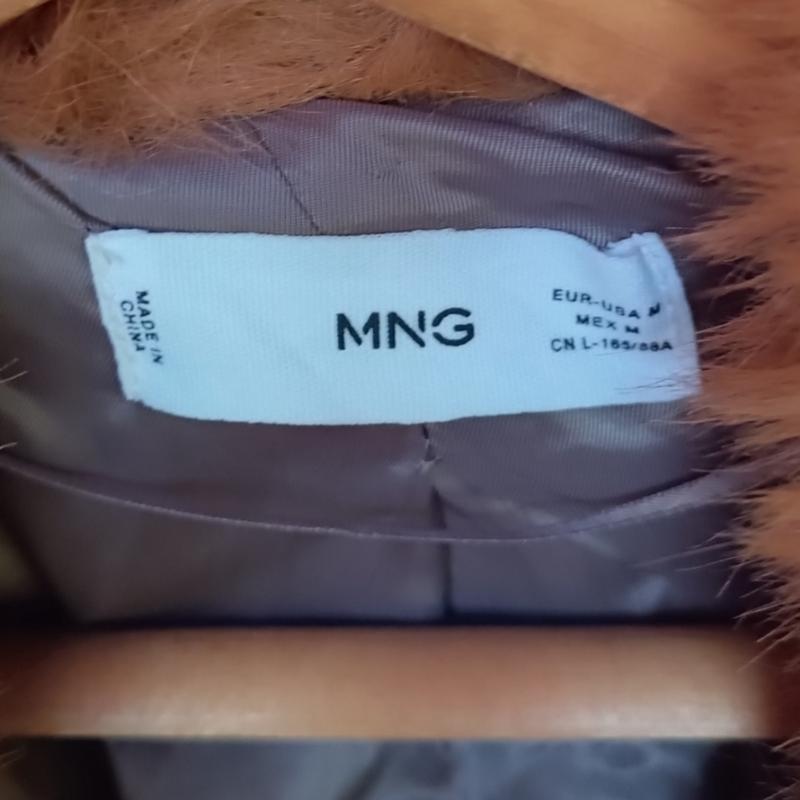 MADE IN
CHINA
MNG
EUR-USA M
MEX M
CN L-165/88A